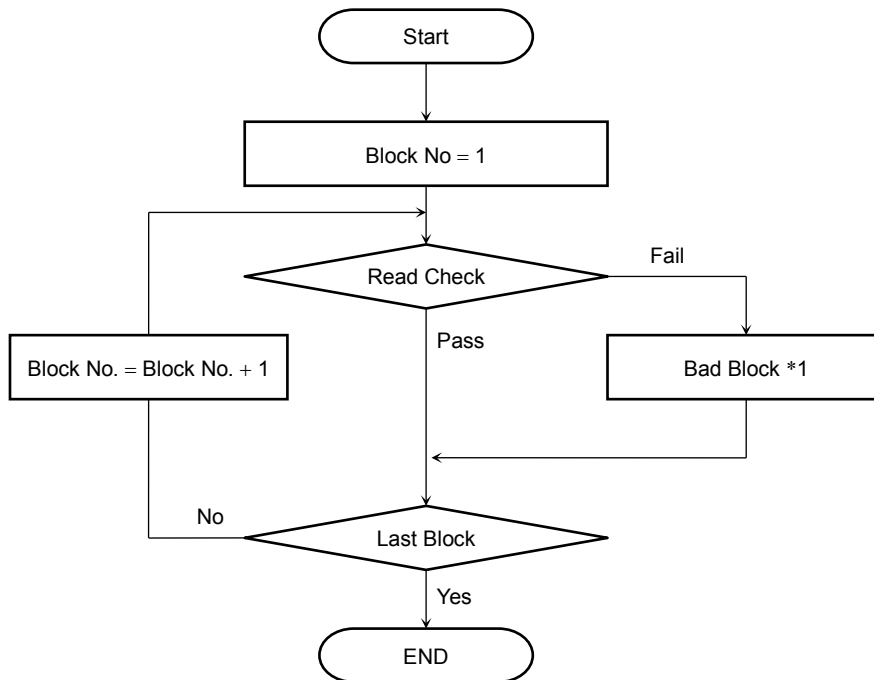 Start
Block No = 1
Read Check
Fail
Pass
Block No. = Block No. + 1
Bad Block *1
No
Last Block
Yes
END